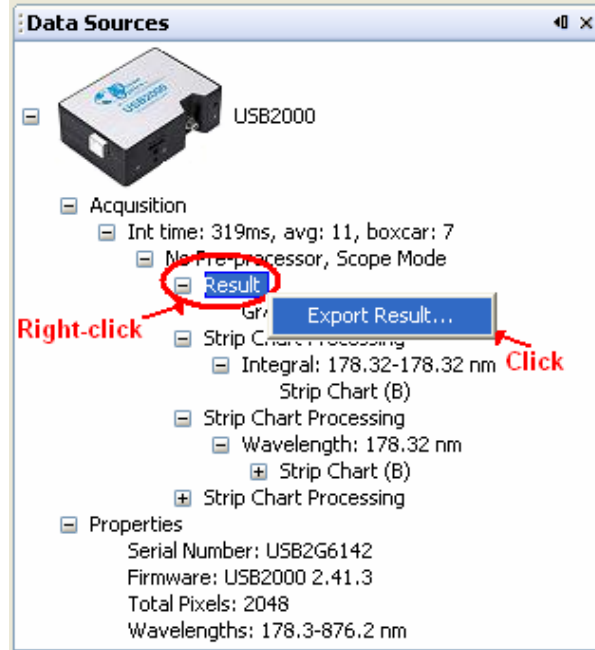 Data Sources
USB2000
USB2000
Acquisition
Int time: 319ms, avg: 11, boxcar: 7
No Pre-processor, Scope Mode
Result
Export Result...
Right-click
Click
Strip Chart Processing
Integral: 178.32-178.32 nm
Strip Chart (B)
Strip Chart Processing
Wavelength: 178.32 nm
Strip Chart (B)
Strip Chart Processing
Properties
Serial Number: USB2G6142
Firmware: USB2000 2.41.3
Total Pixels: 2048
Wavelengths: 178.3-876.2 nm